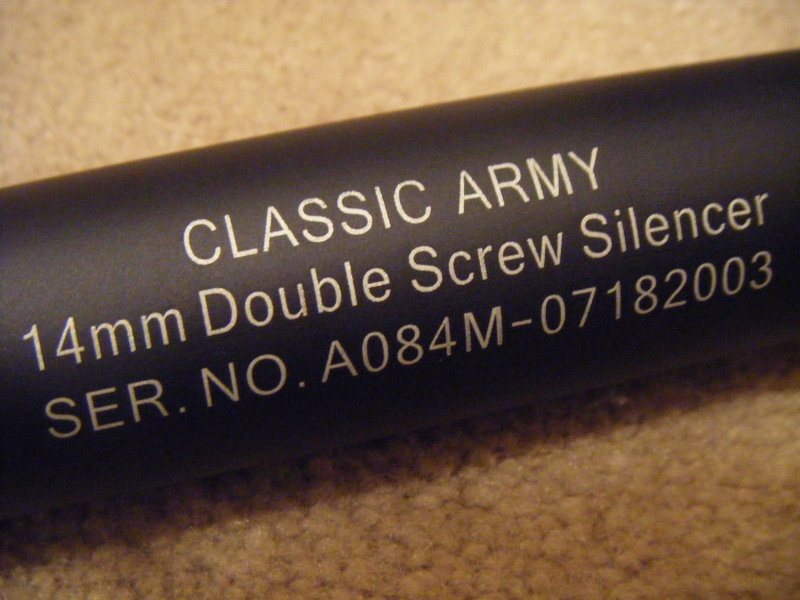 CLASSIC ARMY
14mm Double Screw Silencer
SER. NO. A084M-07182003